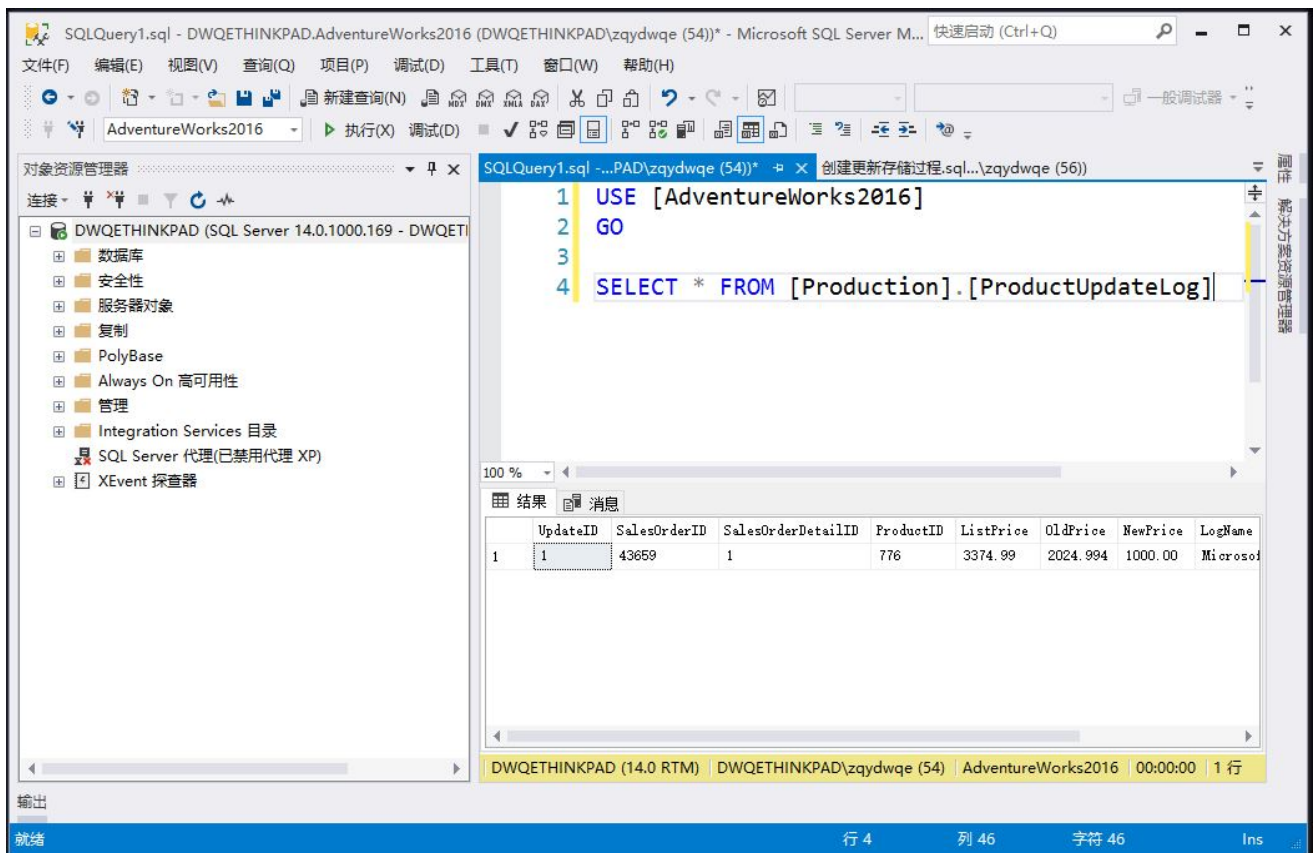 SQLQuery1.sql - DWQETHINKPAD.AdventureWorks2016 (DWQETHINKPAD\zqydwqe (54))* - Microsoft SQL Server M... 快速启动 (Ctrl+Q)
文件(F) 编辑(E) 视图(V) 查询(Q) 项目(P) 调试(D) 工具(T) 窗口(W) 帮助(H)
新建查询(N) MDX DMX XMLA DAX 一般调试器
AdventureWorks2016 执行(X) 调试(D)
对象资源管理器
连接
DWQETHINKPAD (SQL Server 14.0.1000.169 - DWQETI
数据库
安全性
服务器对象
复制
PolyBase
Always On 高可用性
管理
Integration Services 目录
SQL Server 代理(已禁用代理 XP)
XEvent 探查器
SQLQuery1.sql -...PAD\zqydwqe (54))* 创建更新存储过程.sql...\zqydwqe (56))
1 USE [AdventureWorks2016]
2 GO
3
4 SELECT * FROM [Production].[ProductUpdateLog]
100 %
结果 消息
UpdateID SalesOrderID SalesOrderDetailID ProductID ListPrice OldPrice NewPrice LogName
1 1 43659 1 776 3374.99 2024.994 1000.00 Microsof
DWQETHINKPAD (14.0 RTM) DWQETHINKPAD\zqydwqe (54) AdventureWorks2016 00:00:00 1 行
属性
解决方案资源管理器
输出
就绪 行 4 列 46 字符 46 Ins